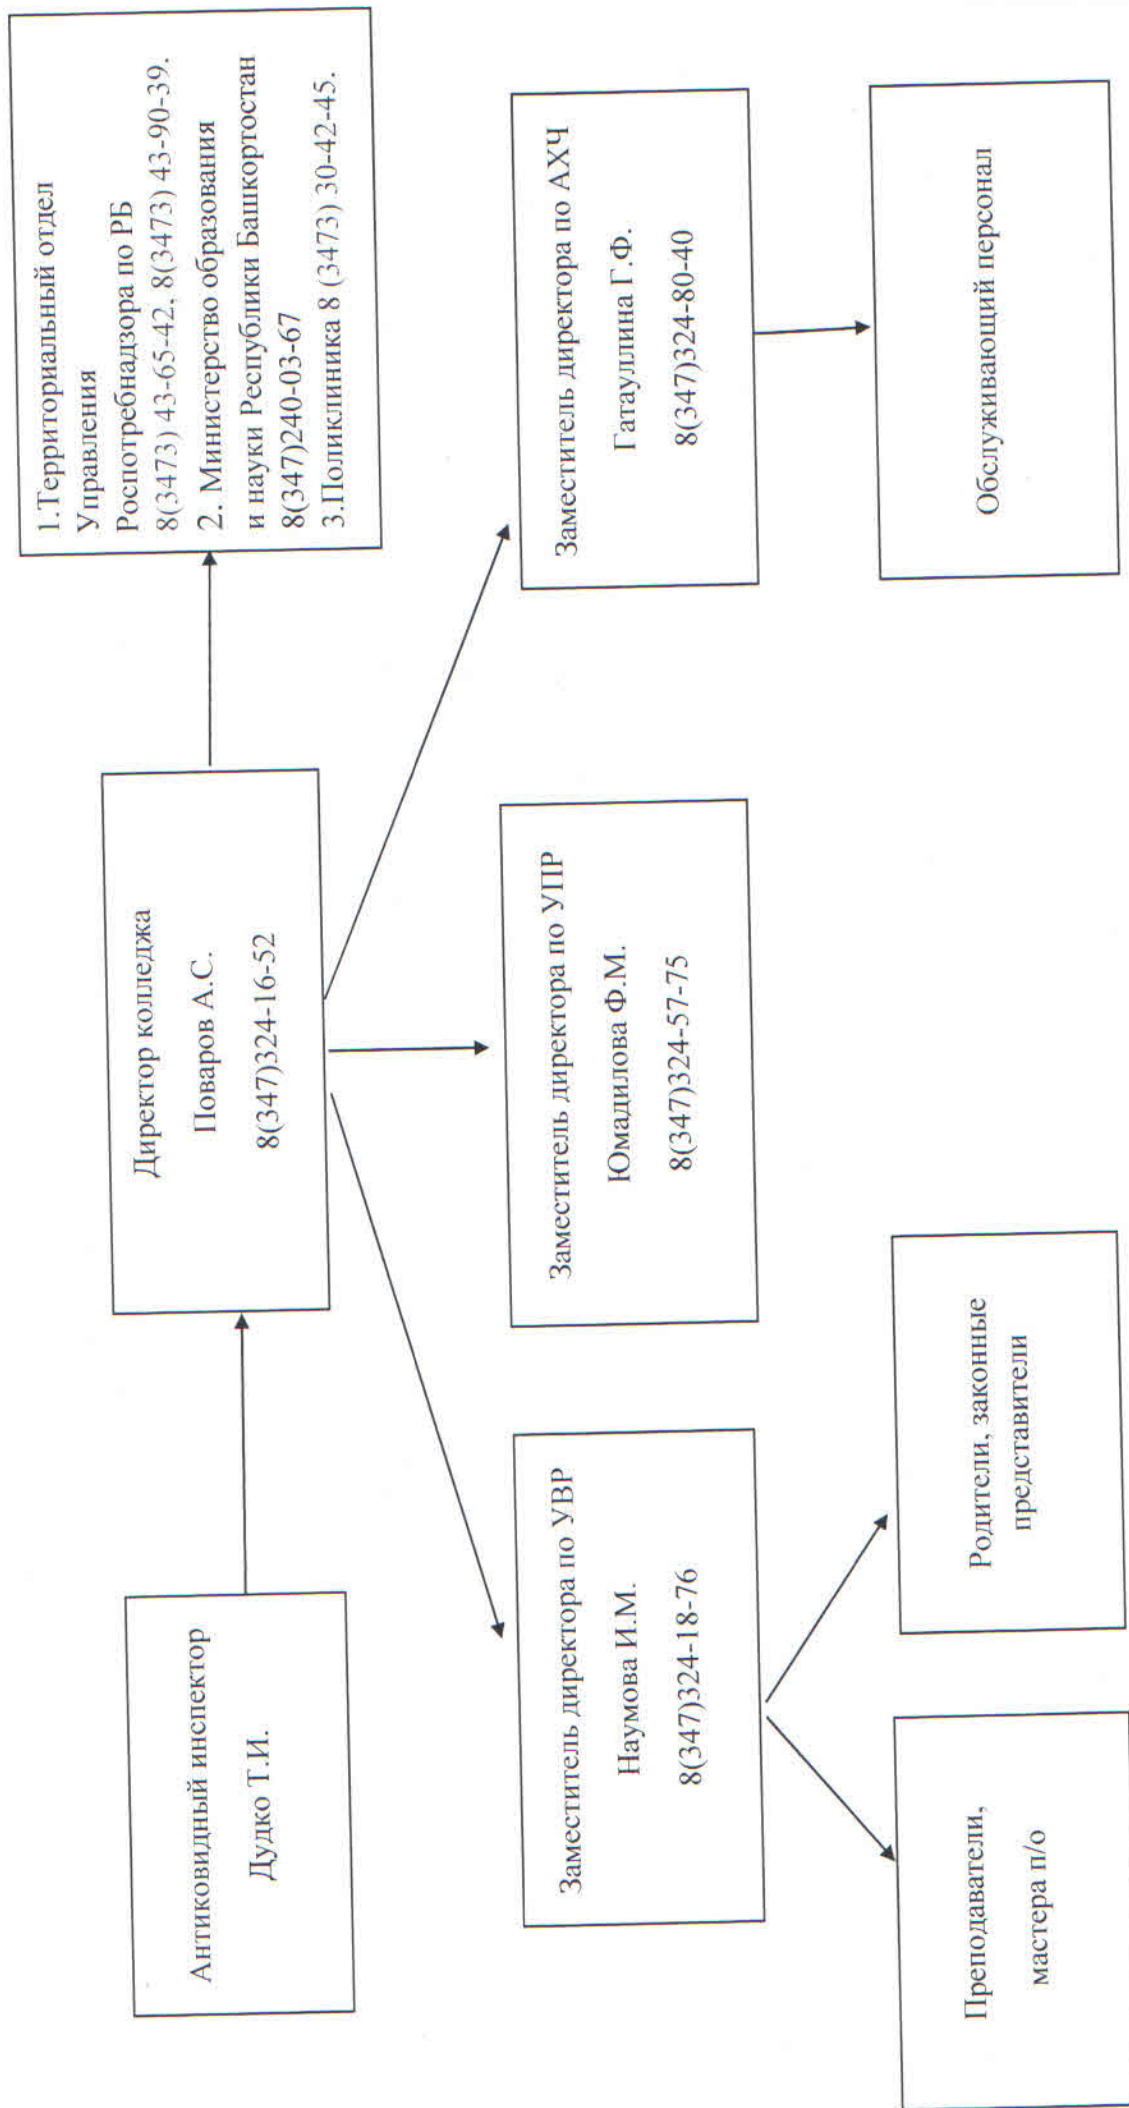 Антиковидный инспектор
Дудко Т.И.
Директор колледжа
Поваров А.С.
8(347)324-16-52
1.Территориальный отдел
Управления
Роспотребнадзора по РБ
8(3473) 43-65-42, 8(3473) 43-90-39.
2. Министерство образования
и науки Республики Башкортостан
8(347)240-03-67
3.Поликлиника 8 (3473) 30-42-45.
Заместитель директора по УВР
Наумова И.М.
8(347)324-18-76
Заместитель директора по УПР
Юмадилова Ф.М.
8(347)324-57-75
Заместитель директора по АХЧ
Гатауллина Г.Ф.
8(347)324-80-40
Преподаватели,
мастера п/о
Родители, законные
представители
Обслуживающий персонал